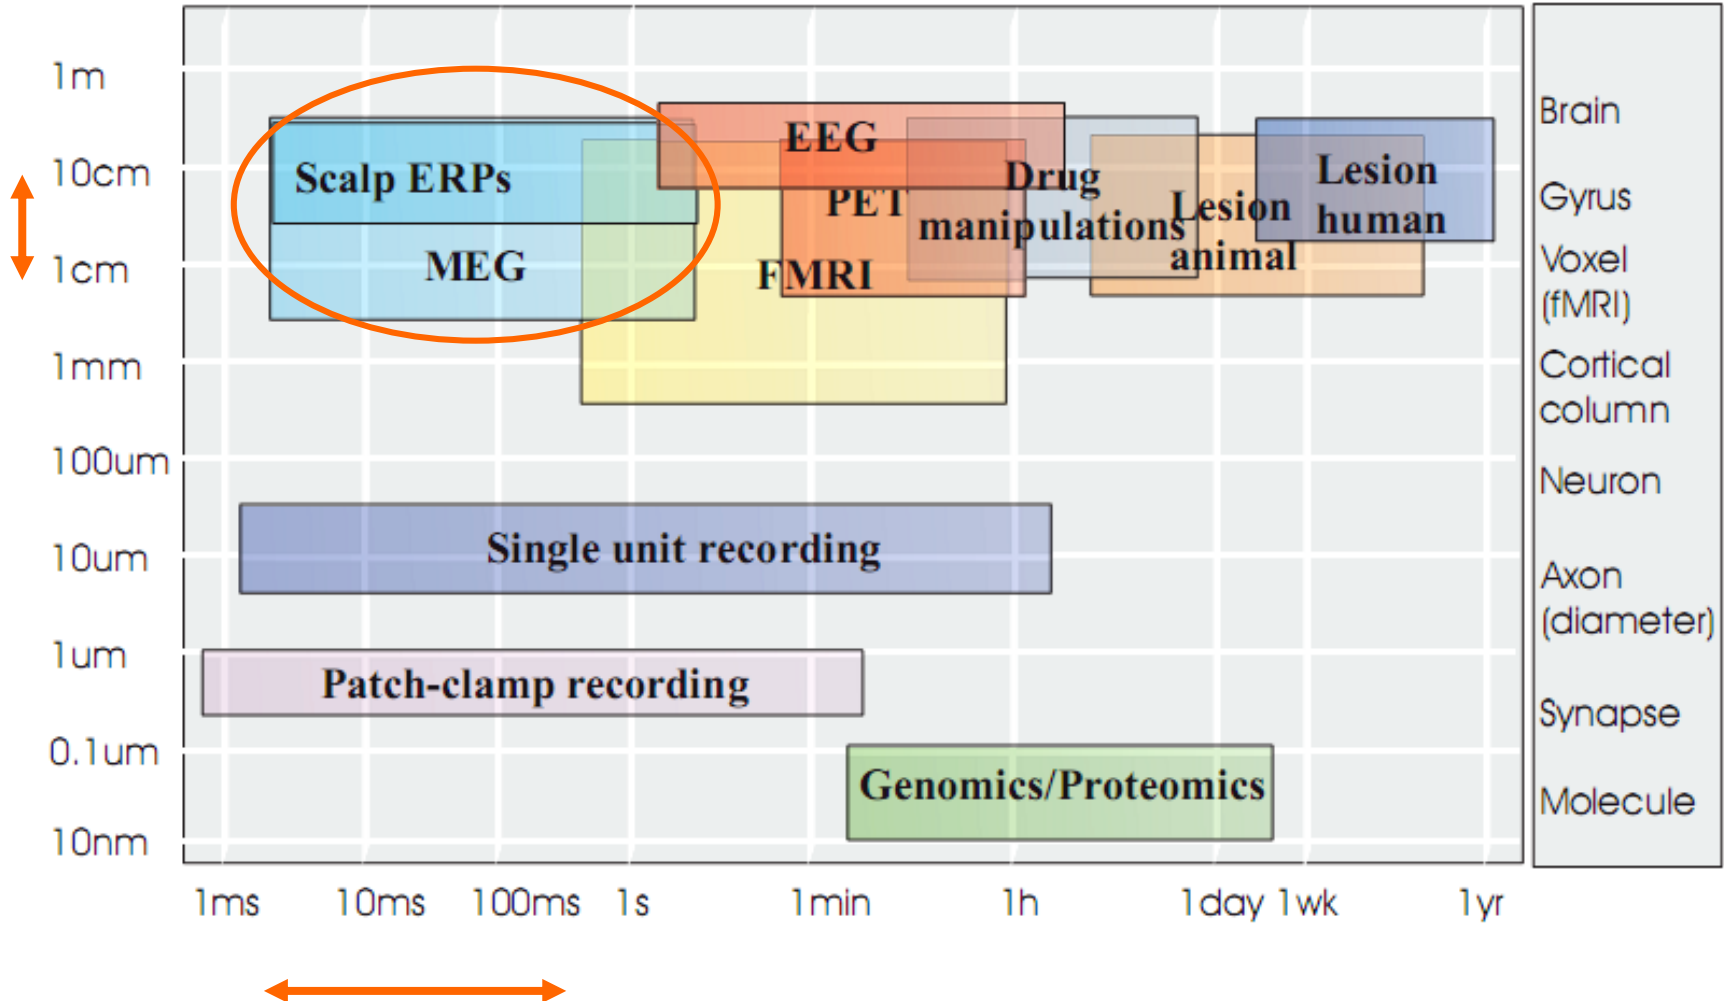 1m
10cm
1cm
1mm
100um
10um
1um
0.1um
10nm
Scalp ERPs
MEG
EEG
PET
FMRI
Drug
manipulations
Lesion
animal
Lesion
human
Single unit recording
Patch-clamp recording
Genomics/Proteomics
Brain
Gyrus
Voxel
(fMRI)
Cortical
column
Neuron
Axon
(diameter)
Synapse
Molecule
1ms 10ms 100ms 1s 1min 1h 1day 1wk 1yr